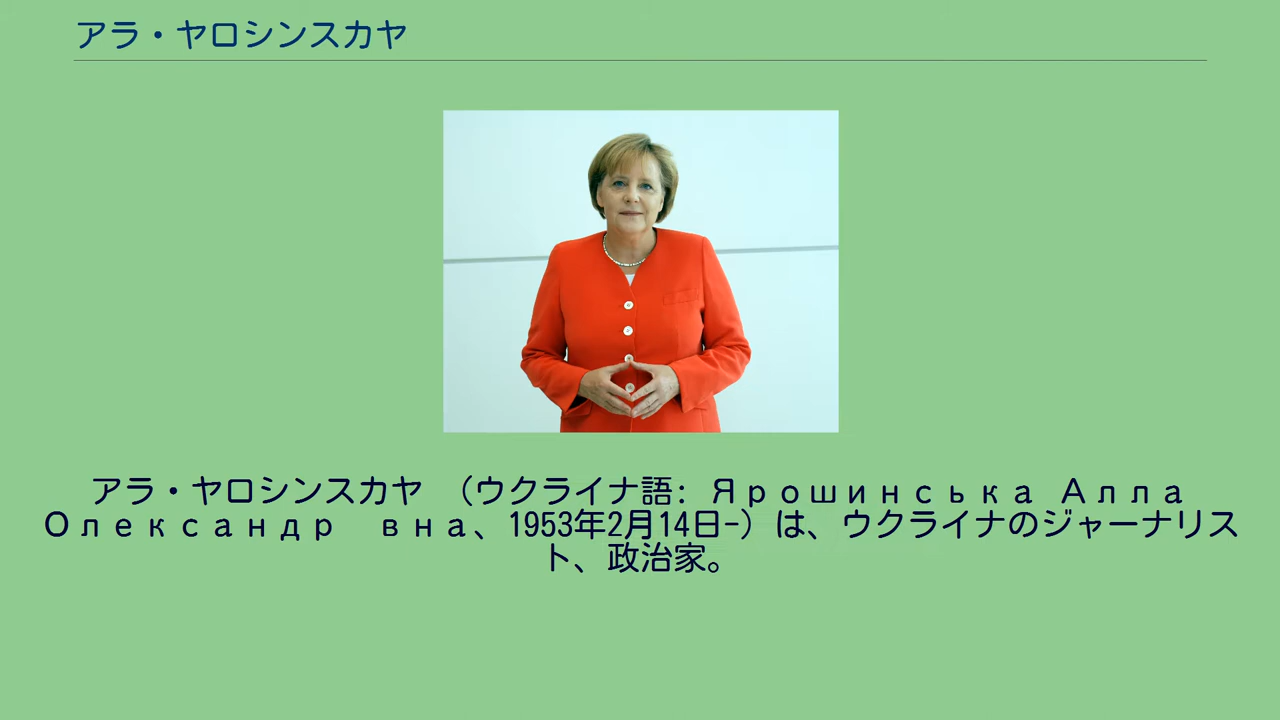 アラ・ヤロシンスカヤ
アラ・ヤロシンスカヤ （ウクライナ語: Ярошинська Алла
Олександр　вна、1953年2月14日-）は、ウクライナのジャーナリス
ト、政治家。